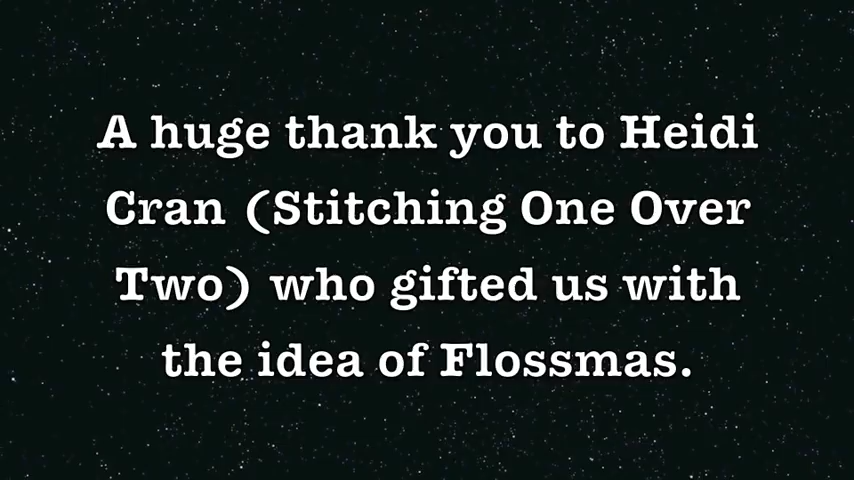 A huge thank you to Heidi
Cran (Stitching One Over
Two) who gifted us with
the idea of Flossmas.